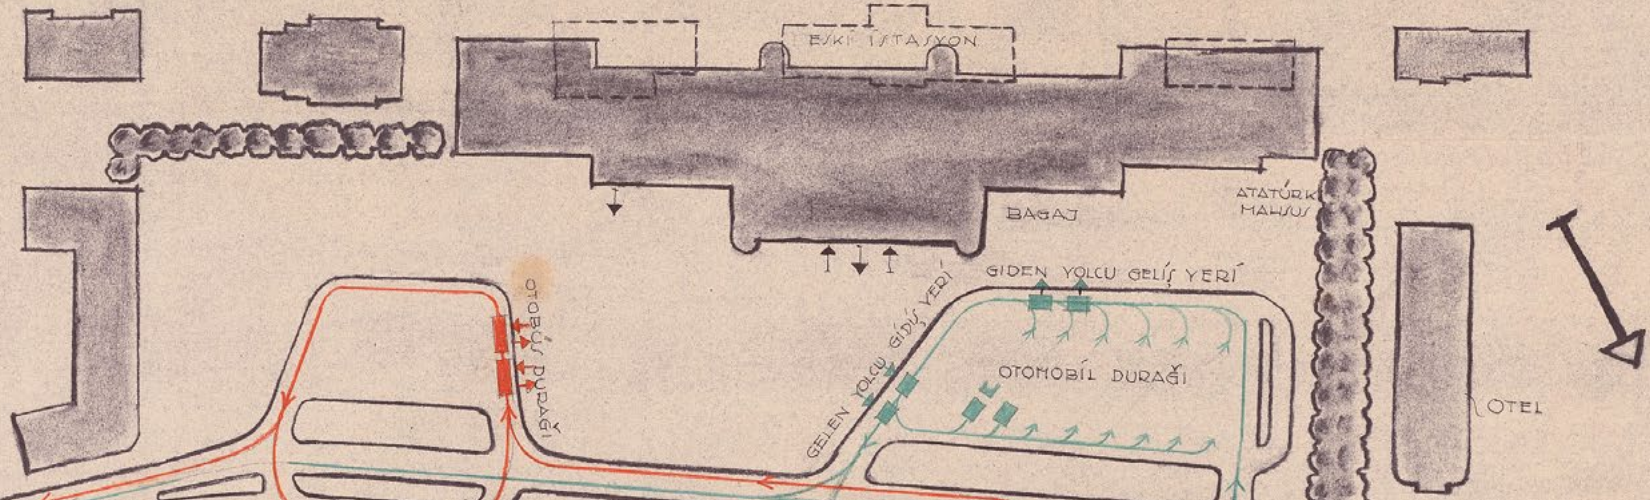 ESKİ İSTASYON
ATATÜRK
MAHSUS
BAGAJ
GİDEN YOLCU GELİŞ YERİ
GELEN YOLCU GİDİŞ YERİ
OTOBÜS DURAĞI
OTOMOBİL DURAĞI
OTEL